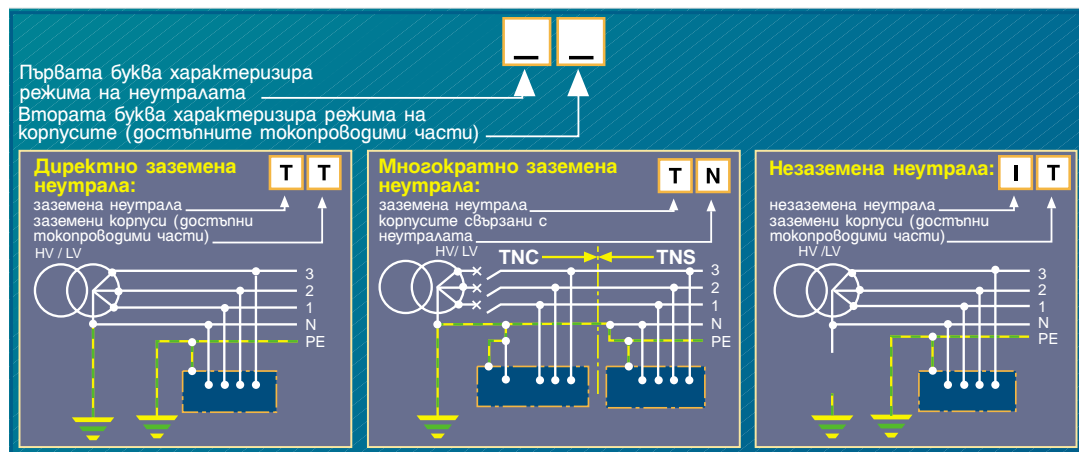 Първата буква характеризира
режима на неутралата
Втората буква характеризира режима на
корпусите (достъпните токопроводими части)
Директно заземена
неутрала:
T T
заземена неутрала
заземени корпуси (достъпни
токопроводими части)
HV / LV
3
2
1
N
PE
Многократно заземена
неутрала:
T N
заземена неутрала
корпусите свързани с
неутралата
HV/ LV
TNC TNS
3
2
1
N
PE
Незаземена неутрала:
I T
незаземена неутрала
заземени корпуси (достъпни
токопроводими части)
HV /LV
3
2
1
N
PE